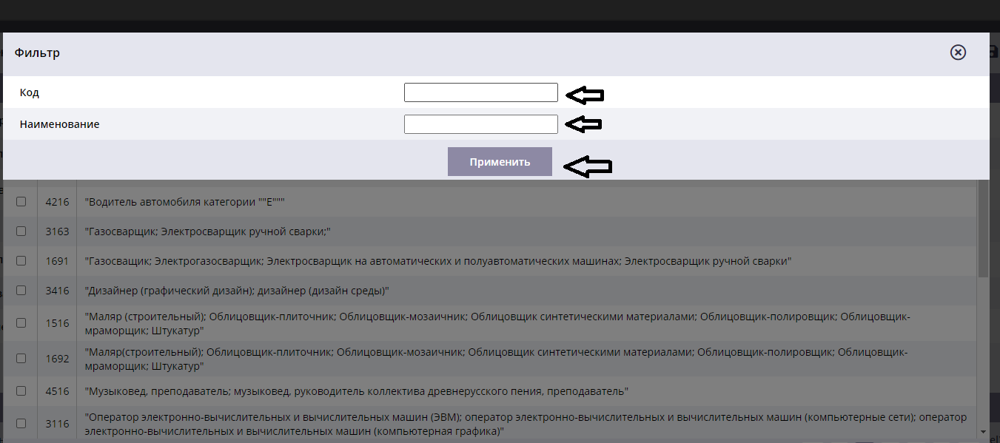 Фильтр
Код
Наименование
Применить
4216 "Водитель автомобиля категории ""Е"""
3163 "Газосварщик; Электросварщик ручной сварки;"
1691 "Газосващик; Электрогазосварщик; Электросварщик на автоматических и полуавтоматических машинах; Электросварщик ручной сварки"
3416 "Дизайнер (графический дизайн); дизайнер (дизайн среды)"
1516 "Маляр (строительный); Облицовщик-плиточник; Облицовщик-мозаичник; Облицовщик синтетическими материалами; Облицовщик-полировщик; Облицовщик-
мраморщик; Штукатур"
1692 "Маляр(строительный); Облицовщик-плиточник; Облицовщик-мозаичник; Облицовщик синтетическими материалами; Облицовщик-полировщик; Облицовщик-
мраморщик; Штукатур"
4516 "Музыковед, преподаватель; музыковед, руководитель коллектива древнерусского пения, преподаватель"
3116 "Оператор электронно-вычислительных и вычислительных машин (ЭВМ); оператор электронно-вычислительных и вычислительных машин (компьютерные сети); оператор
электронно-вычислительных и вычислительных машин (компьютерная графика)"